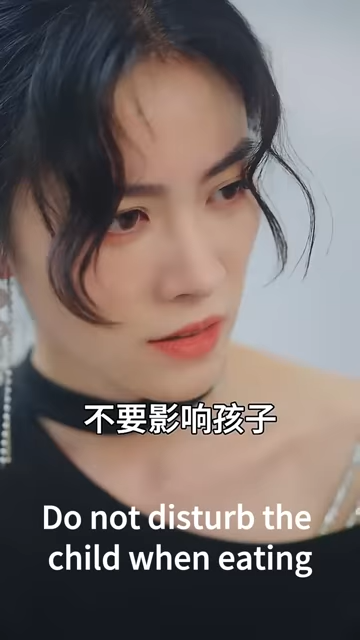 不要影响孩子
Do not disturb the
child when eating